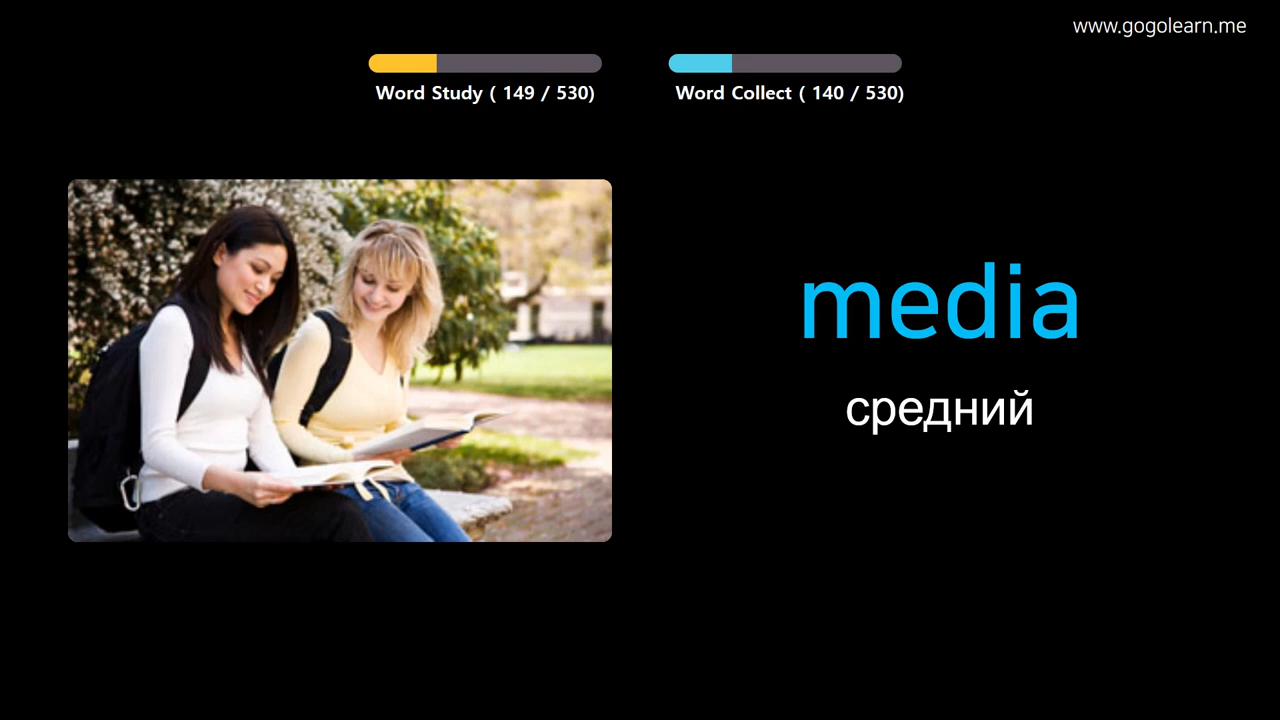 www.gogolearn.me
Word Study ( 149 / 530)
Word Collect ( 140 / 530)
media
средний